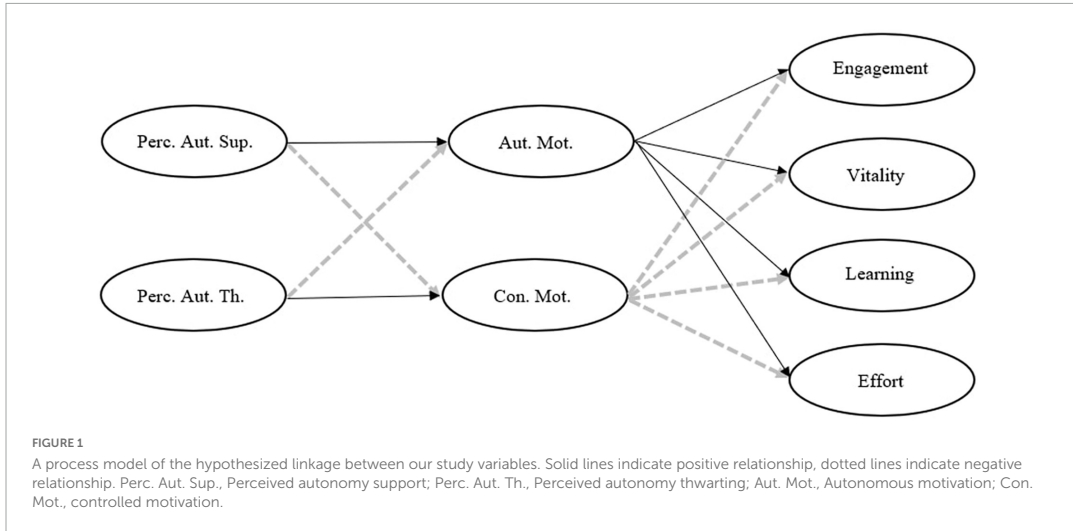 Engagement
Perc. Aut. Sup.
Aut. Mot.
Vitality
Learning
Perc. Aut. Th.
Con. Mot.
Effort
FIGURE 1
A process model of the hypothesized linkage between our study variables. Solid lines indicate positive relationship, dotted lines indicate negative
relationship. Perc. Aut. Sup., Perceived autonomy support; Perc. Aut. Th., Perceived autonomy thwarting; Aut. Mot., Autonomous motivation; Con.
Mot., controlled motivation.